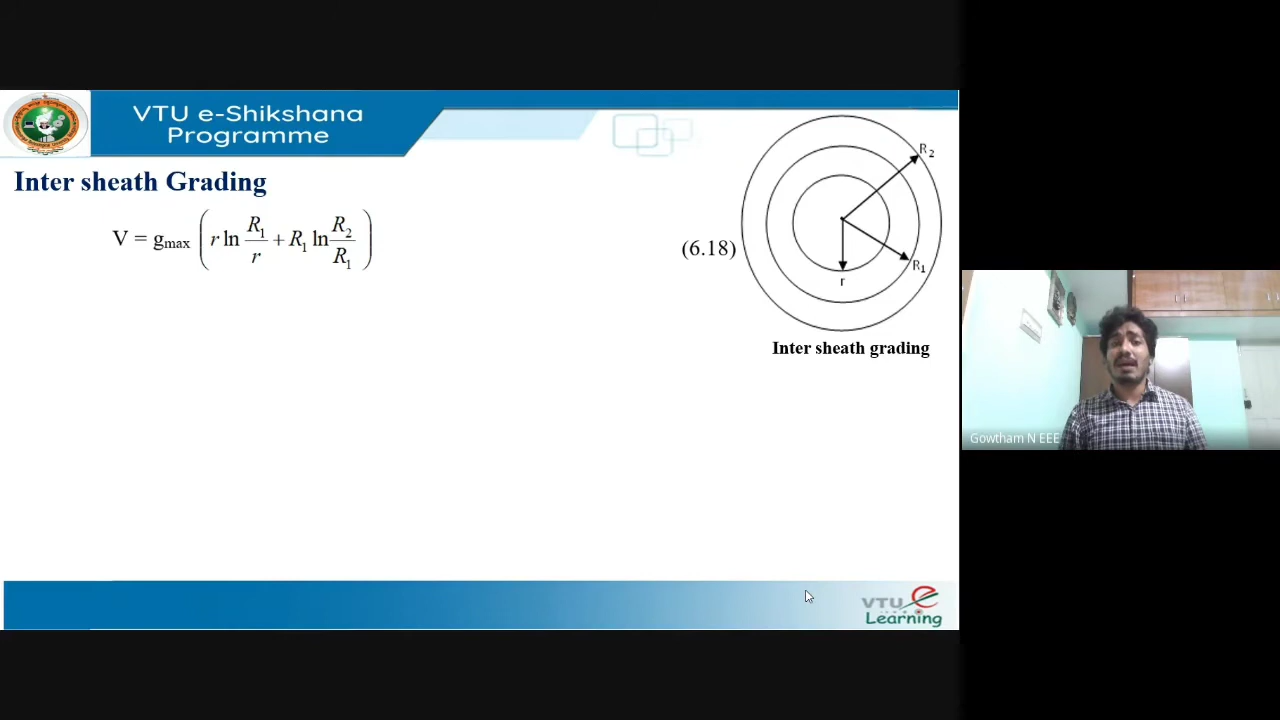 VTU e-Shikshana
Programme
Inter sheath Grading
V = gmax ( r ln R1/r + R1 ln R2/R1 )
(6.18)
R2
R1
r
Inter sheath grading
Gowtham N EEE
VTU e
Learning